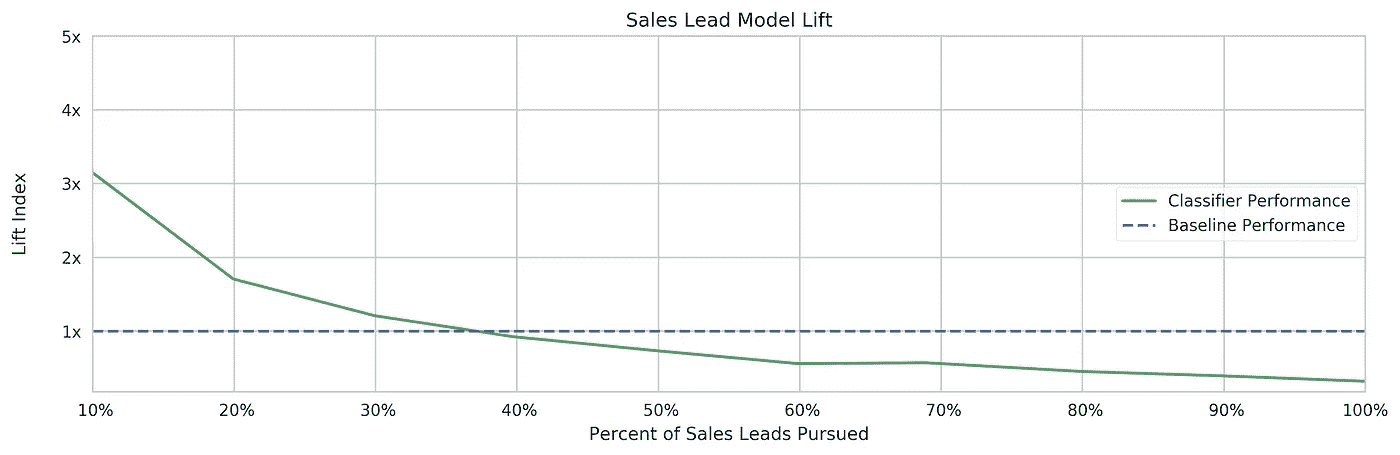 Sales Lead Model Lift
5x
4x
3x
2x
1x
Lift Index
Classifier Performance
Baseline Performance
10% 20% 30% 40% 50% 60% 70% 80% 90% 100%
Percent of Sales Leads Pursued